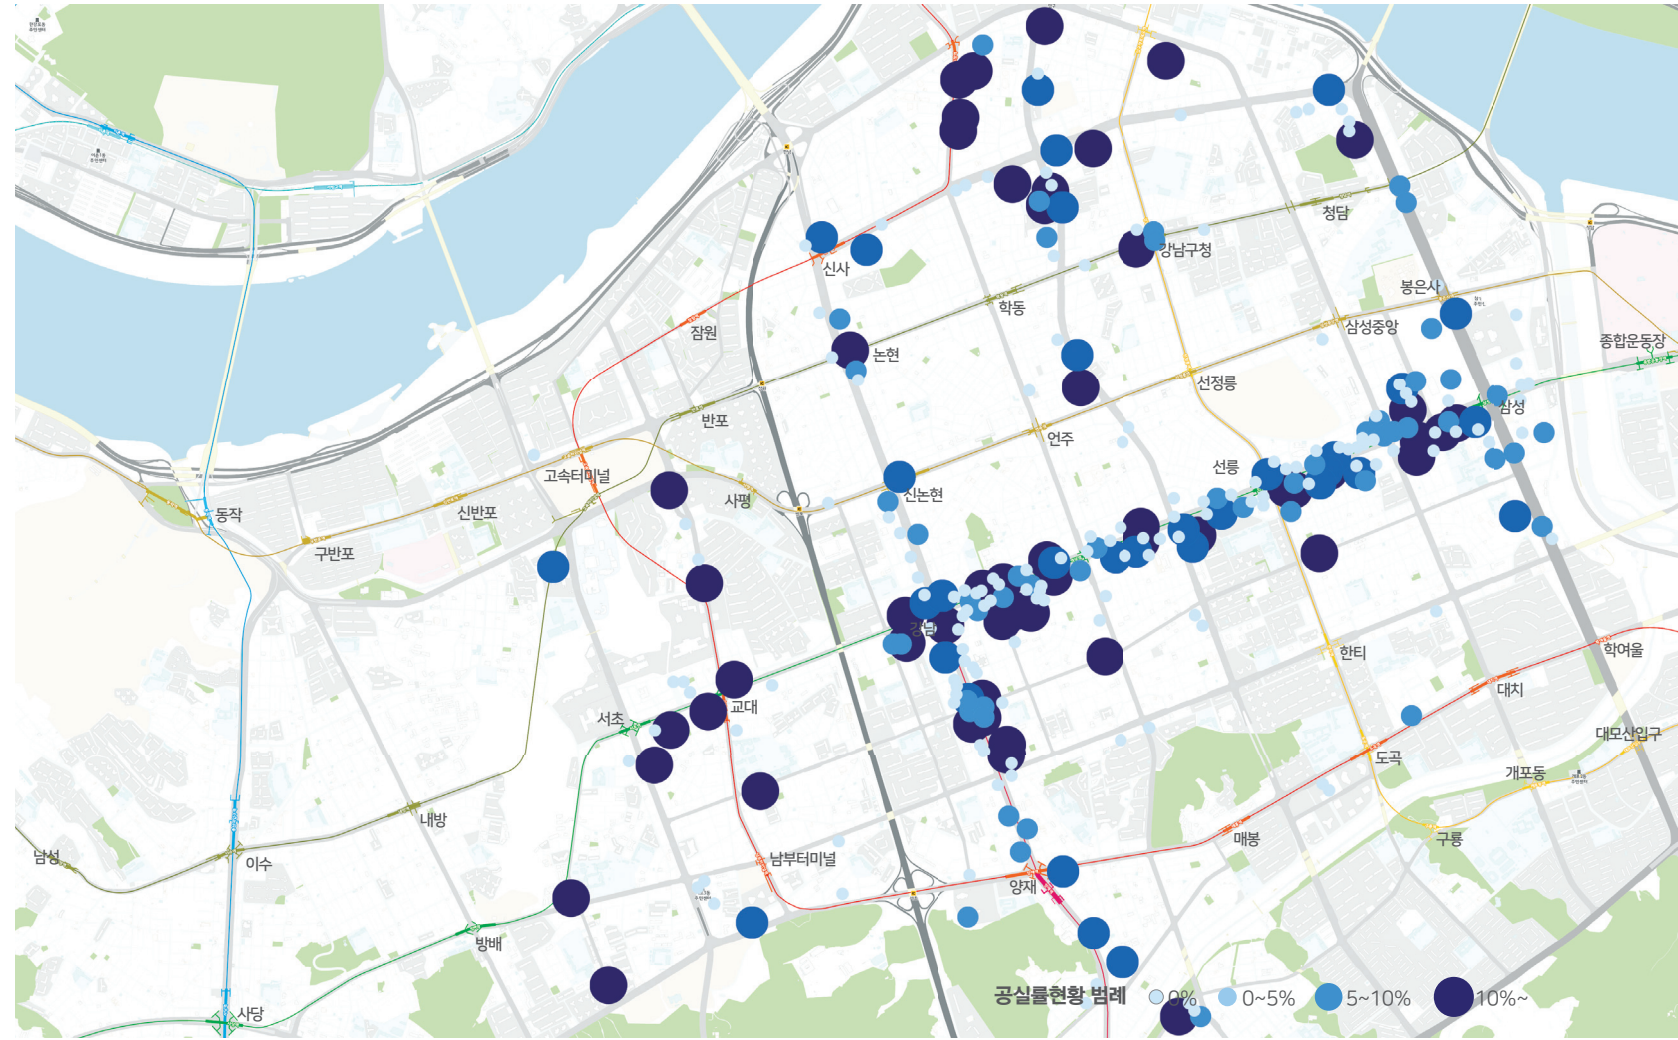 신사
청담
강남구청
학동
봉은사
삼성중앙
종합운동장
잠원
논현
선정릉
삼성
반포
언주
선릉
고속터미널
사평
신논현
신반포
동작
구반포
강남
한티
학여울
대치
서초
교대
대모산입구
도곡
개포동
내방
매봉
구룡
남성
이수
남부터미널
양재
방배
사당
공실률현황 범례
0%
0~5%
5~10%
10%~